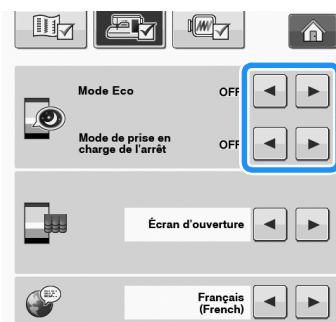 Mode Eco OFF
Mode de prise en
charge de l'arrêt OFF
Écran d'ouverture
Français
(French)